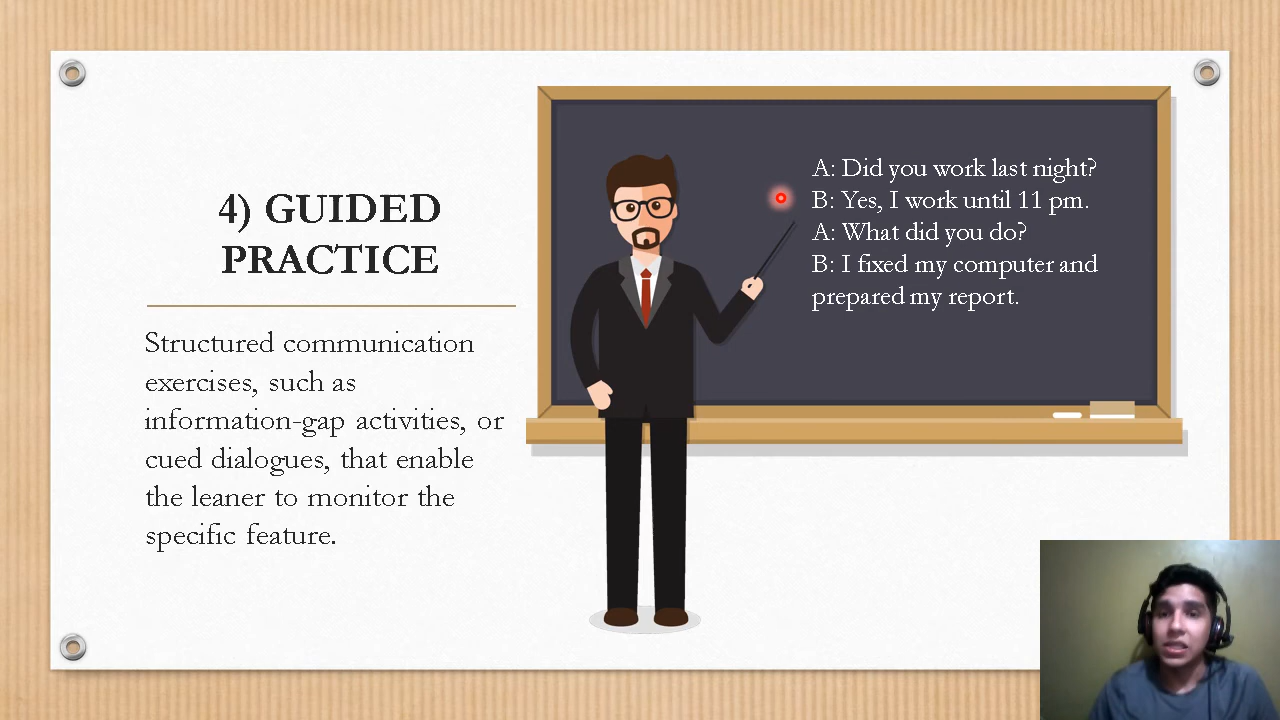 4) GUIDED
PRACTICE
Structured communication
exercises, such as
information-gap activities, or
cued dialogues, that enable
the leaner to monitor the
specific feature.
A: Did you work last night?
B: Yes, I work until 11 pm.
A: What did you do?
B: I fixed my computer and
prepared my report.